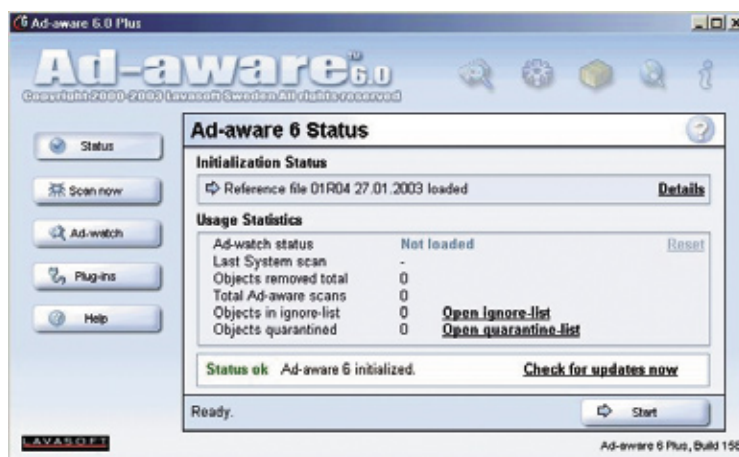 Ad-aware 6.0 Plus
Ad-aware 6.0
Copyright 2000-2003 Lavasoft Sweden All rights reserved
Status
Scan now
Ad-watch
Plug-ins
Help
Ad-aware 6 Status
Initialization Status
Reference file 01R04 27.01.2003 loaded Details
Usage Statistics
Ad-watch status Not loaded Reset
Last System scan -
Objects removed total 0
Total Ad-aware scans 0
Objects in ignore-list 0 Open ignore-list
Objects quarantined 0 Open quarantine-list
Status ok Ad-aware 6 initialized. Check for updates now
Ready. Start
LAVASOFT
Ad-aware 6 Plus, Build 158